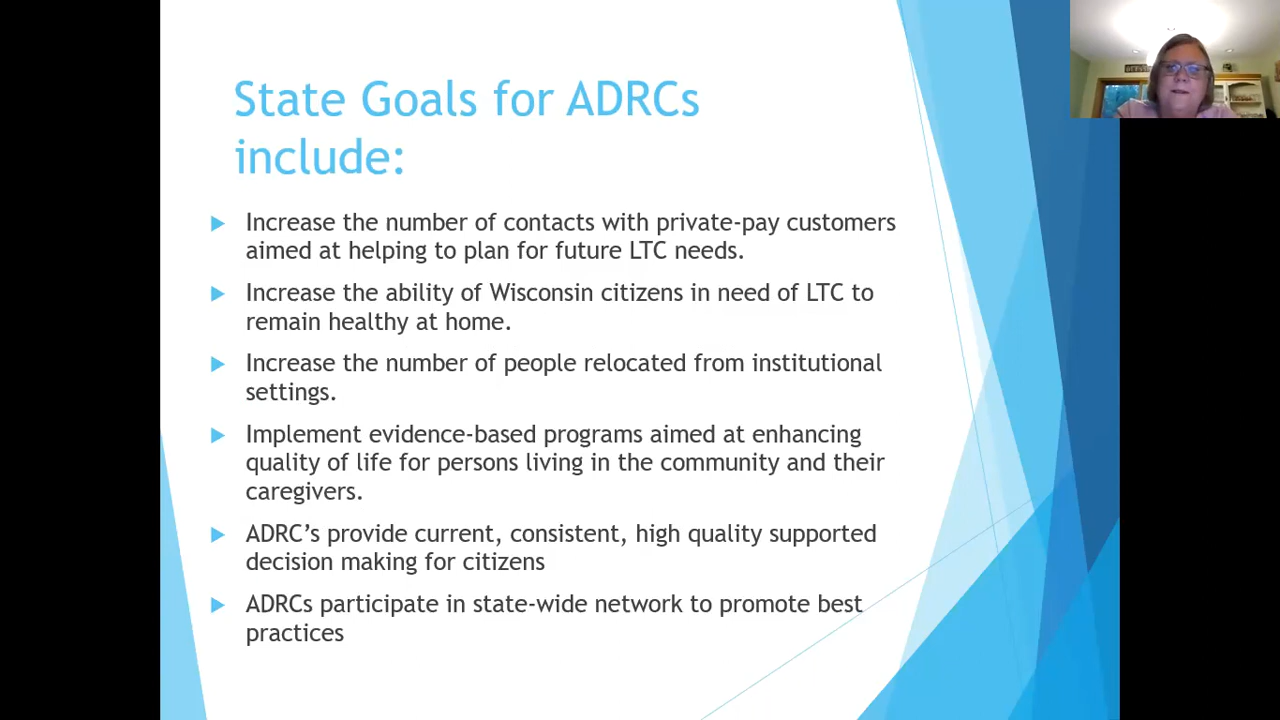 State Goals for ADRCs
include:
Increase the number of contacts with private-pay customers
aimed at helping to plan for future LTC needs.
Increase the ability of Wisconsin citizens in need of LTC to
remain healthy at home.
Increase the number of people relocated from institutional
settings.
Implement evidence-based programs aimed at enhancing
quality of life for persons living in the community and their
caregivers.
ADRC’s provide current, consistent, high quality supported
decision making for citizens
ADRCs participate in state-wide network to promote best
practices